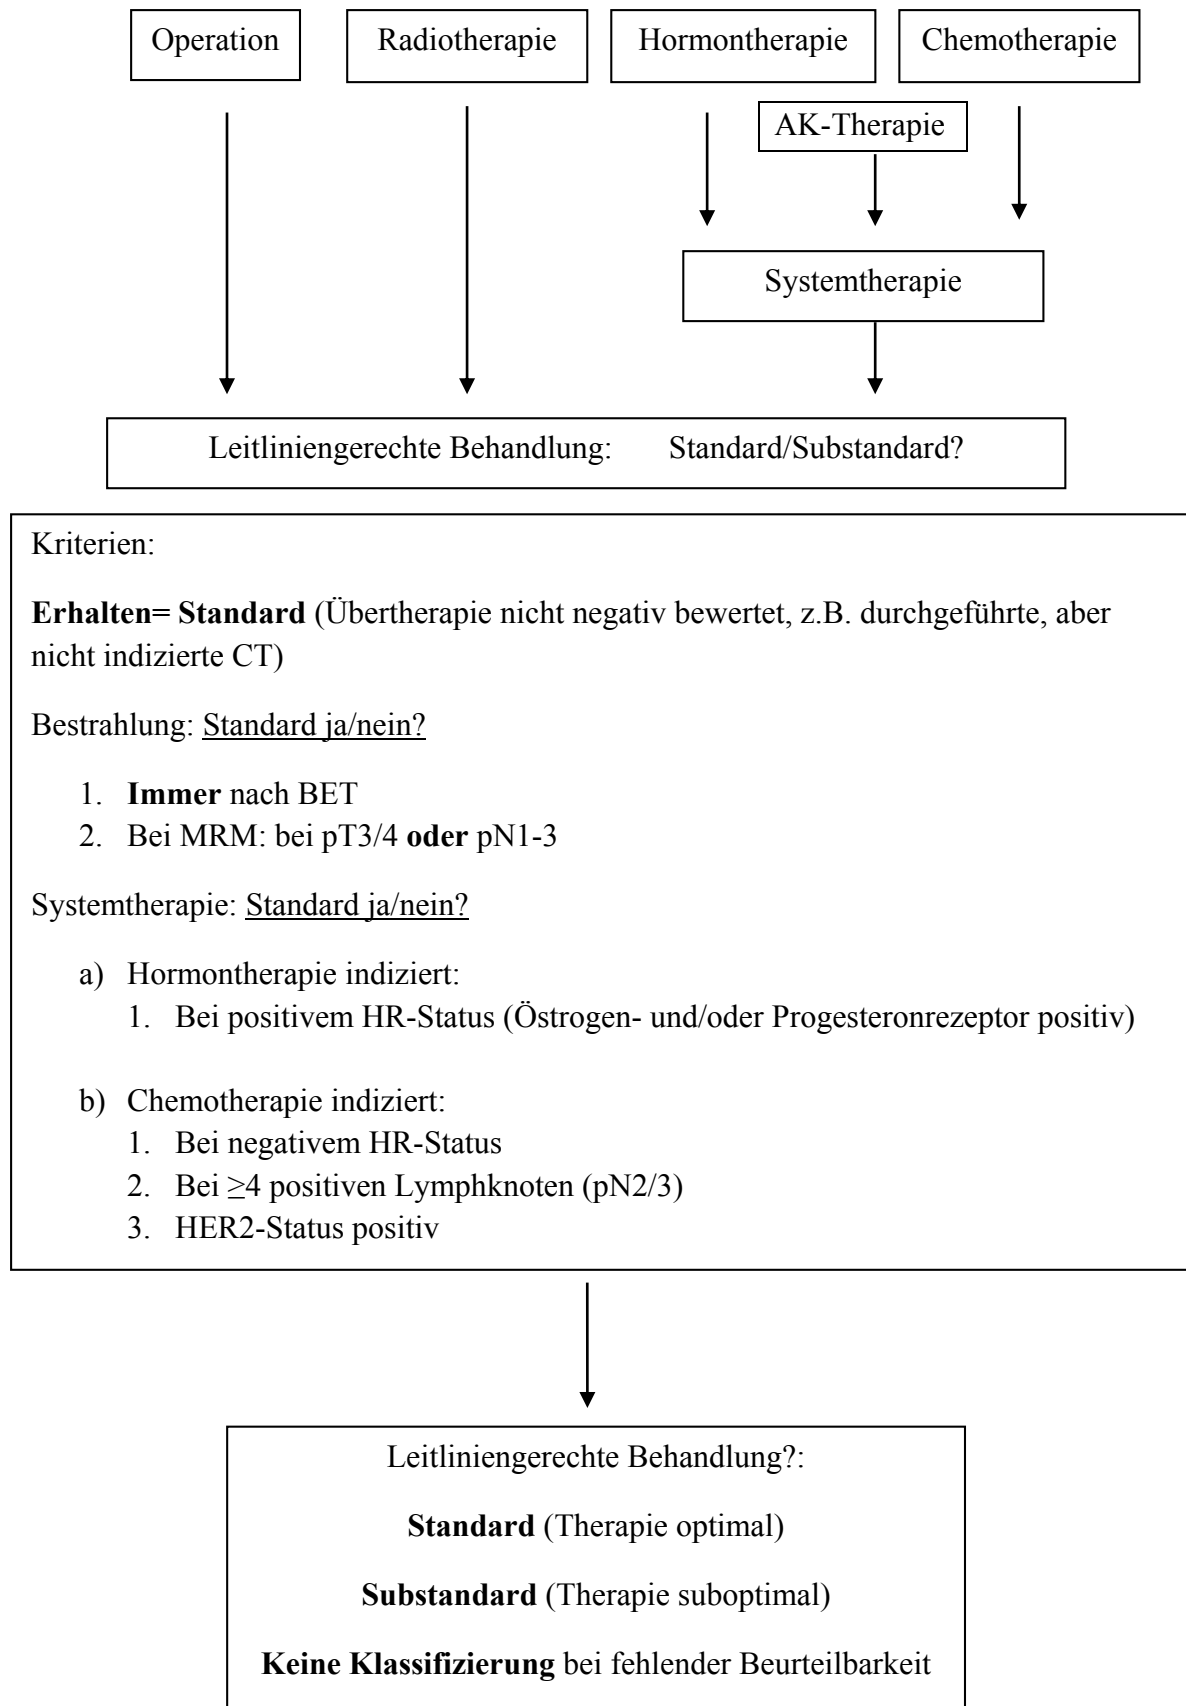 Operation
Radiotherapie
Hormontherapie
Chemotherapie
AK-Therapie
Systemtherapie
Leitliniengerechte Behandlung: Standard/Substandard?
Kriterien:
Erhalten= Standard (Übertherapie nicht negativ bewertet, z.B. durchgeführte, aber
nicht indizierte CT)
Bestrahlung: Standard ja/nein?
1. Immer nach BET
2. Bei MRM: bei pT3/4 oder pN1-3
Systemtherapie: Standard ja/nein?
a) Hormontherapie indiziert:
1. Bei positivem HR-Status (Östrogen- und/oder Progesteronrezeptor positiv)
b) Chemotherapie indiziert:
1. Bei negativem HR-Status
2. Bei ≥4 positiven Lymphknoten (pN2/3)
3. HER2-Status positiv
Leitliniengerechte Behandlung?:
Standard (Therapie optimal)
Substandard (Therapie suboptimal)
Keine Klassifizierung bei fehlender Beurteilbarkeit